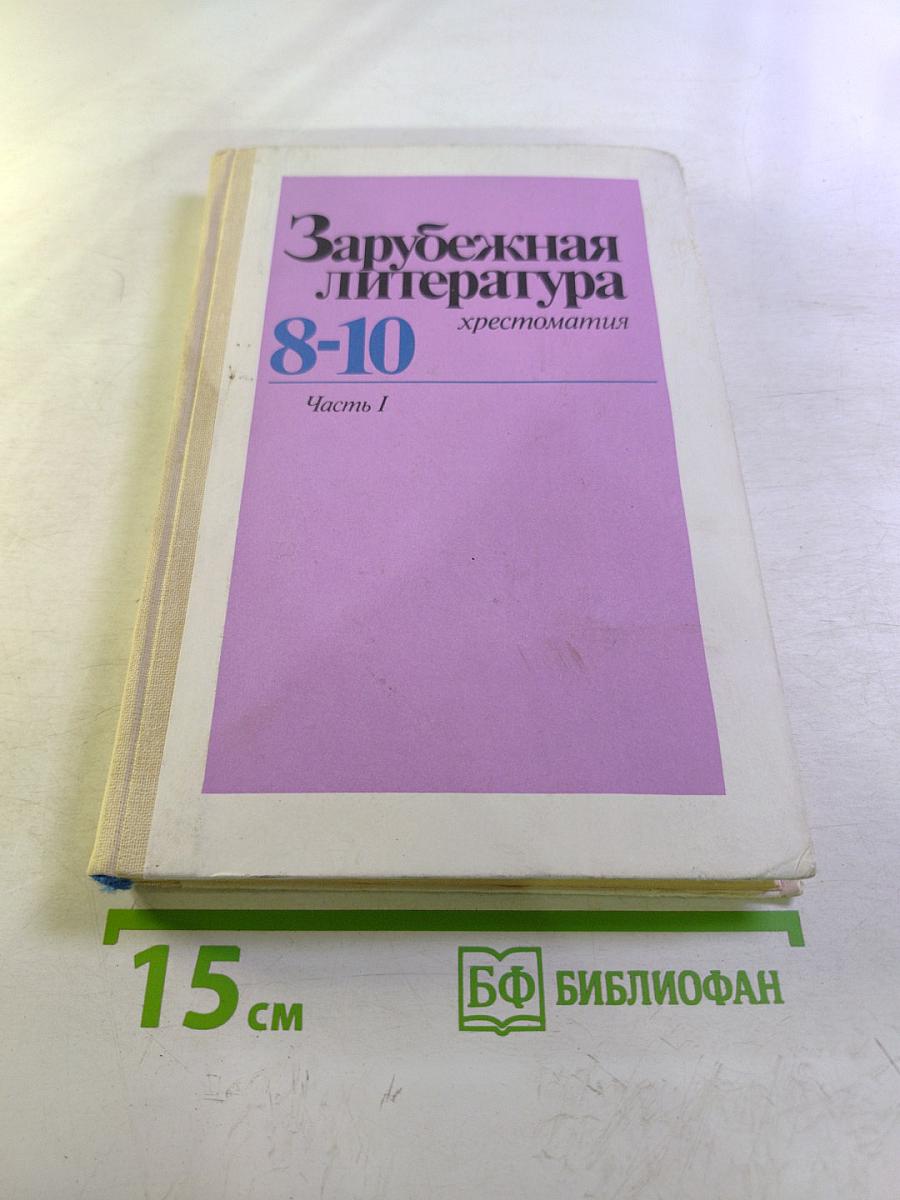 Зарубежная
литература
хрестоматия
8-10
Часть I
15 см
БФ БИБЛИОФАН